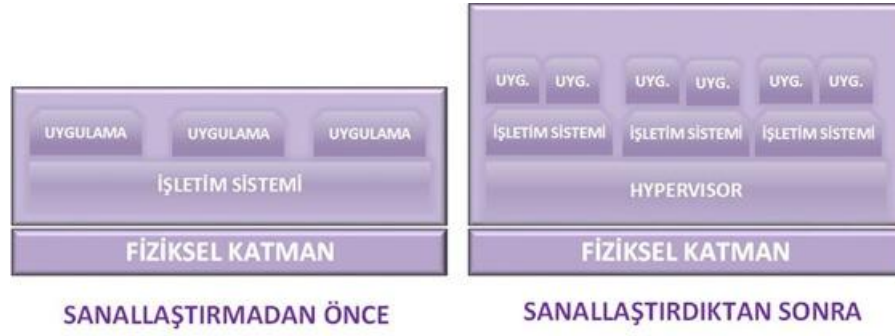 UYGULAMA UYGULAMA UYGULAMA
İŞLETİM SİSTEMİ
FİZİKSEL KATMAN
SANALLAŞTIRMADAN ÖNCE
UYG. UYG. UYG. UYG. UYG. UYG.
İŞLETİM SİSTEMİ İŞLETİM SİSTEMİ İŞLETİM SİSTEMİ
HYPERVISOR
FİZİKSEL KATMAN
SANALLAŞTIRDIKTAN SONRA